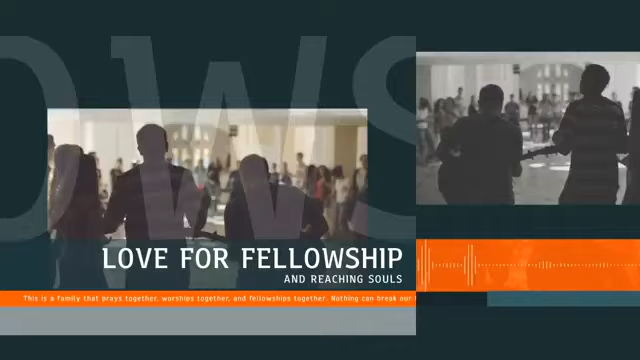 OWS
LOVE FOR FELLOWSHIP
AND REACHING SOULS
This is a family that prays together, worships together, and fellowships together. Nothing can break our